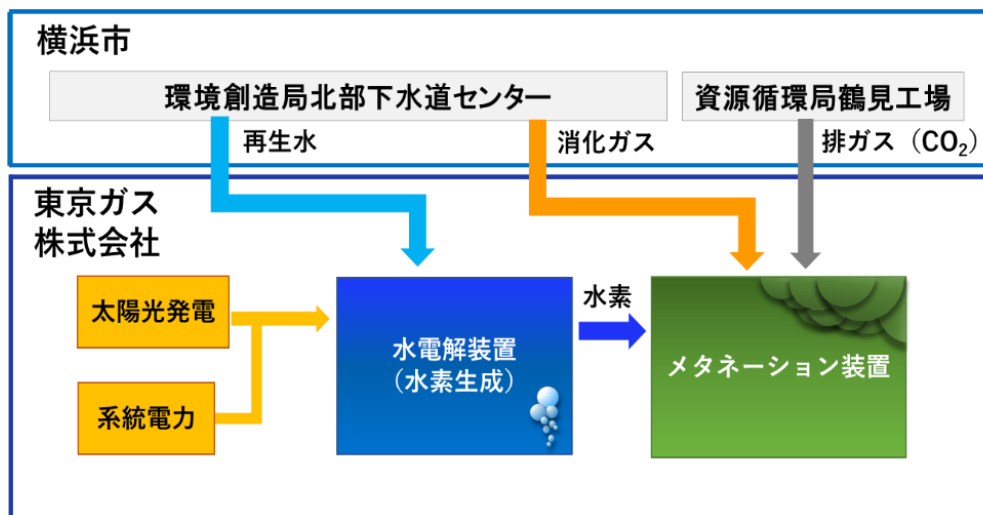 横浜市
環境創造局北部下水道センター
資源循環局鶴見工場
再生水
消化ガス
排ガス（CO₂）
東京ガス
株式会社
太陽光発電
系統電力
水電解装置
（水素生成）
水素
メタネーション装置